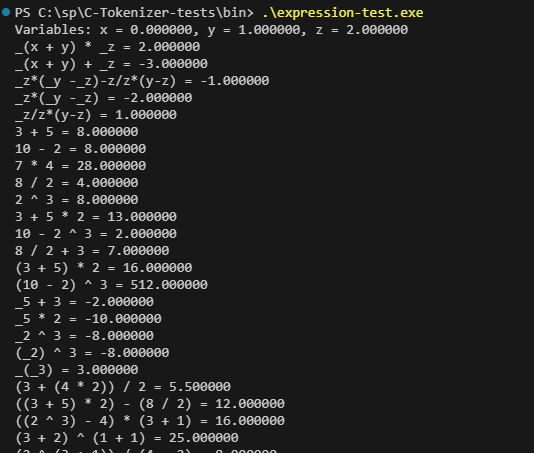 PS C:\sp\C-Tokenizer-tests\bin> .\expression-test.exe
Variables: x = 0.000000, y = 1.000000, z = 2.000000
_(x + y) * _z = 2.000000
_(x + y) + _z = -3.000000
_z*(_y -_z)-z/z*(y-z) = -1.000000
_z*(_y -_z) = -2.000000
_z/z*(y-z) = 1.000000
3 + 5 = 8.000000
10 - 2 = 8.000000
7 * 4 = 28.000000
8 / 2 = 4.000000
2 ^ 3 = 8.000000
3 + 5 * 2 = 13.000000
10 - 2 ^ 3 = 2.000000
8 / 2 + 3 = 7.000000
(3 + 5) * 2 = 16.000000
(10 - 2) ^ 3 = 512.000000
_5 + 3 = -2.000000
_5 * 2 = -10.000000
_2 ^ 3 = -8.000000
(_2) ^ 3 = -8.000000
_(_3) = 3.000000
(3 + (4 * 2)) / 2 = 5.500000
((3 + 5) * 2) - (8 / 2) = 12.000000
((2 ^ 3) - 4) * (3 + 1) = 16.000000
(3 + 2) ^ (1 + 1) = 25.000000